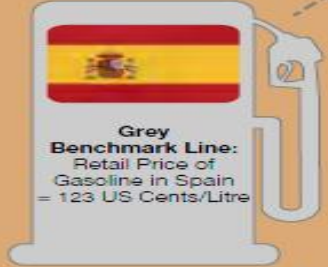 Grey
Benchmark Line:
Retail Price of
Gasoline in Spain
= 123 US Cents/Litre